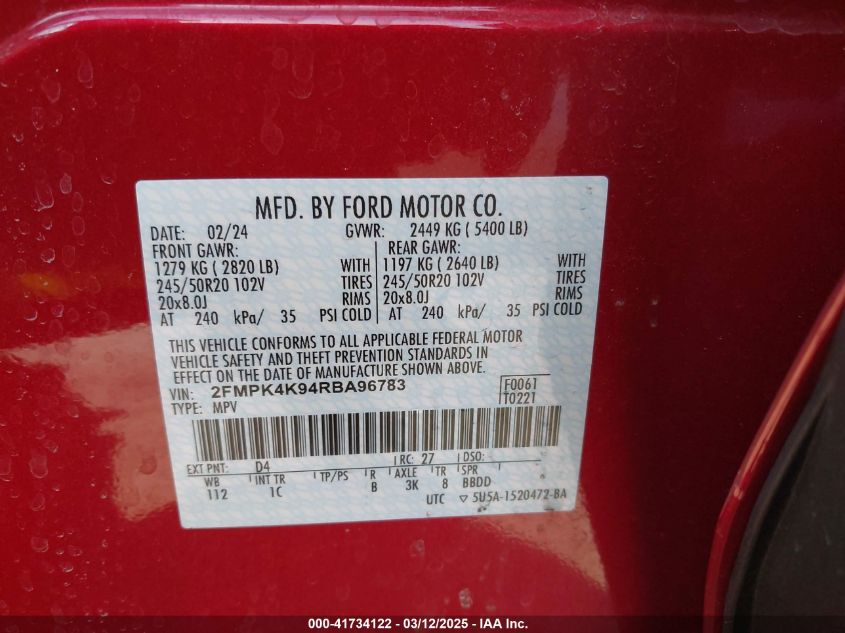 MFD. BY FORD MOTOR CO.
DATE: 02/24 GVWR: 2449 KG ( 5400 LB)
FRONT GAWR: REAR GAWR:
1279 KG ( 2820 LB) WITH 1197 KG ( 2640 LB) WITH
245/50R20 102V TIRES 245/50R20 102V TIRES
20x8.0J RIMS 20x8.0J RIMS
AT 240 kPa/ 35 PSI COLD AT 240 kPa/ 35 PSI COLD
THIS VEHICLE CONFORMS TO ALL APPLICABLE FEDERAL MOTOR
VEHICLE SAFETY AND THEFT PREVENTION STANDARDS IN
EFFECT ON THE DATE OF MANUFACTURE SHOWN ABOVE.
VIN: 2FMPK4K94RBA96783 F0061
TYPE: MPV T0221
EXT PNT: D4 RC: 27 DSO:
WB INT TR TP/PS R AXLE TR SPR
112 1C B 3K 8 BBDD
UTC ▽ 5U5A-1520472-BA
000-41734122 - 03/12/2025 - IAA Inc.